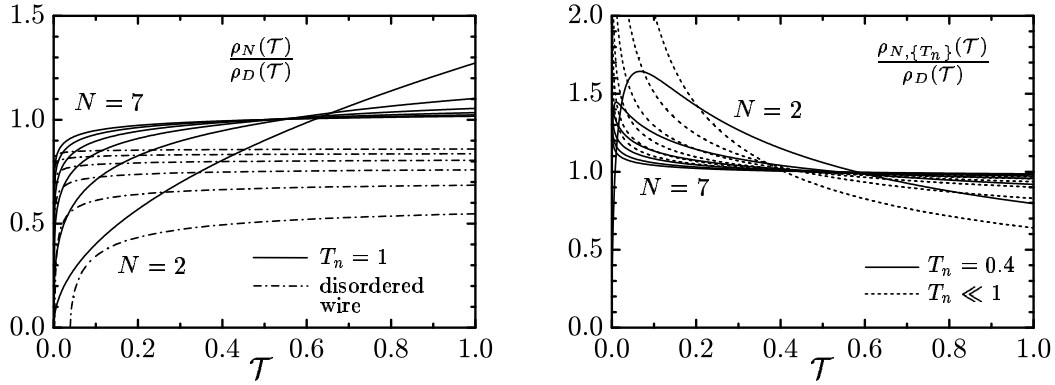 1.5
1.0
0.5
0.0
0.0 0.2 0.4 0.6 0.8 1.0
𝒯
ρ_N(𝒯)
ρ_D(𝒯)
N = 7
N = 2
T_n = 1
disordered
wire
2.0
1.5
1.0
0.5
0.0
0.0 0.2 0.4 0.6 0.8 1.0
𝒯
ρ_{N,{T_n}}(𝒯)
ρ_D(𝒯)
N = 2
N = 7
T_n = 0.4
T_n ≪ 1